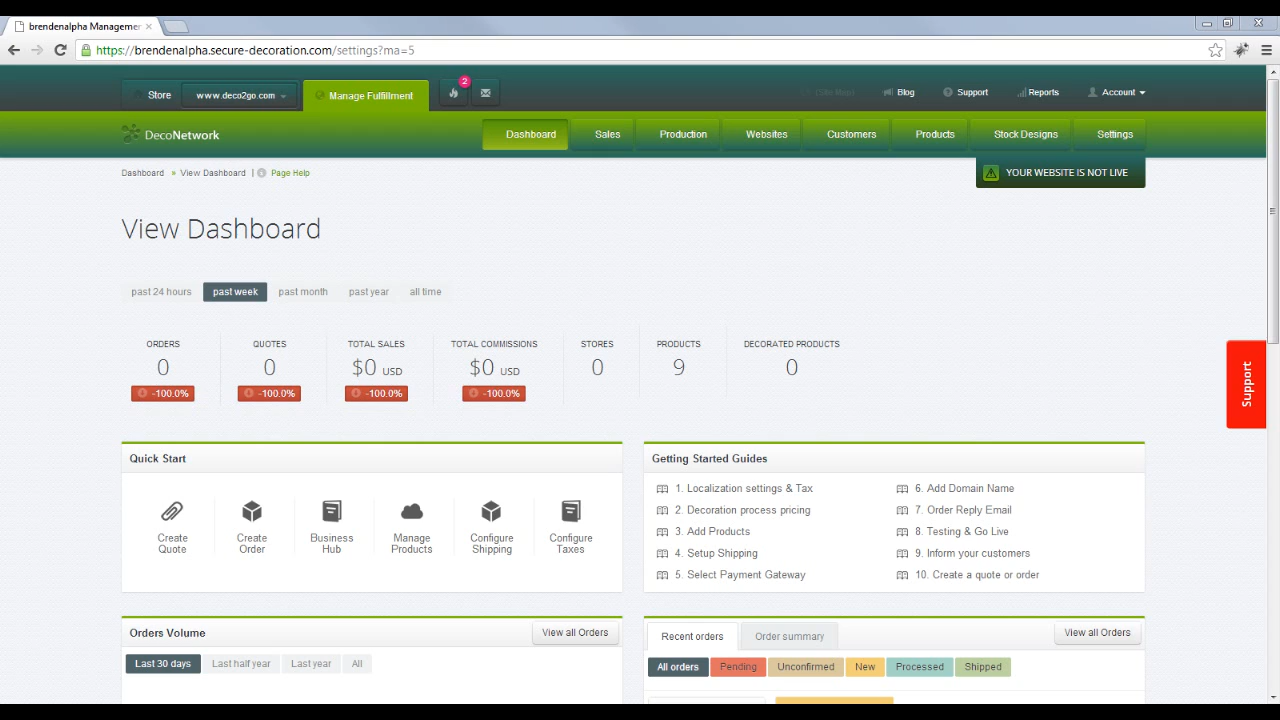 brendenalpha Managemer
https://brendenalpha.secure-decoration.com/settings?ma=5
Store www.deco2go.com Manage Fulfillment 2 Blog Support Reports Account
DecoNetwork Dashboard Sales Production Websites Customers Products Stock Designs Settings
Dashboard » View Dashboard | Page Help YOUR WEBSITE IS NOT LIVE
View Dashboard
past 24 hours past week past month past year all time
ORDERS QUOTES TOTAL SALES TOTAL COMMISSIONS STORES PRODUCTS DECORATED PRODUCTS
0 0 $0 USD $0 USD 0 9 0
-100.0% -100.0% -100.0% -100.0%
Support
Quick Start
Create Quote
Create Order
Business Hub
Manage Products
Configure Shipping
Configure Taxes
Getting Started Guides
1. Localization settings & Tax
2. Decoration process pricing
3. Add Products
4. Setup Shipping
5. Select Payment Gateway
6. Add Domain Name
7. Order Reply Email
8. Testing & Go Live
9. Inform your customers
10. Create a quote or order
Orders Volume View all Orders
Last 30 days Last half year Last year All
Recent orders Order summary View all Orders
All orders Pending Unconfirmed New Processed Shipped